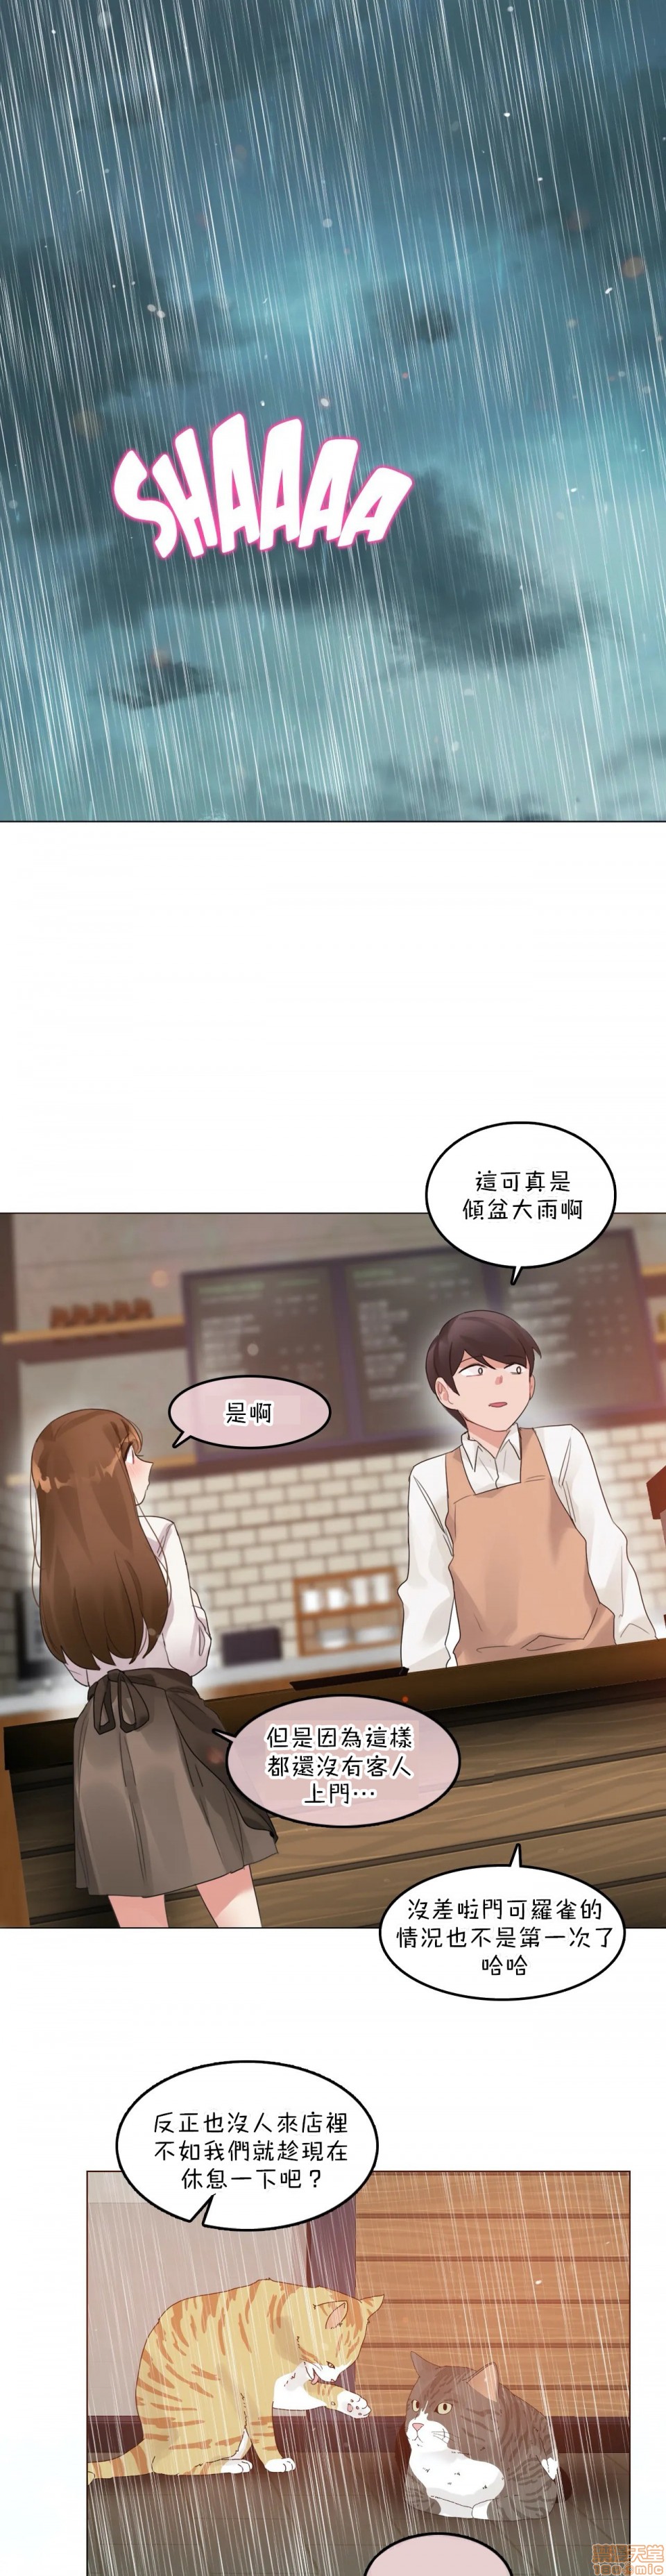 SHAAAA
這可真是
傾盆大雨啊
是啊
但是因為這樣
都還沒有客人
上門…
沒差啦門可羅雀的
情況也不是第一次了
哈哈
反正也沒人來店裡
不如我們就趁現在
休息一下吧？